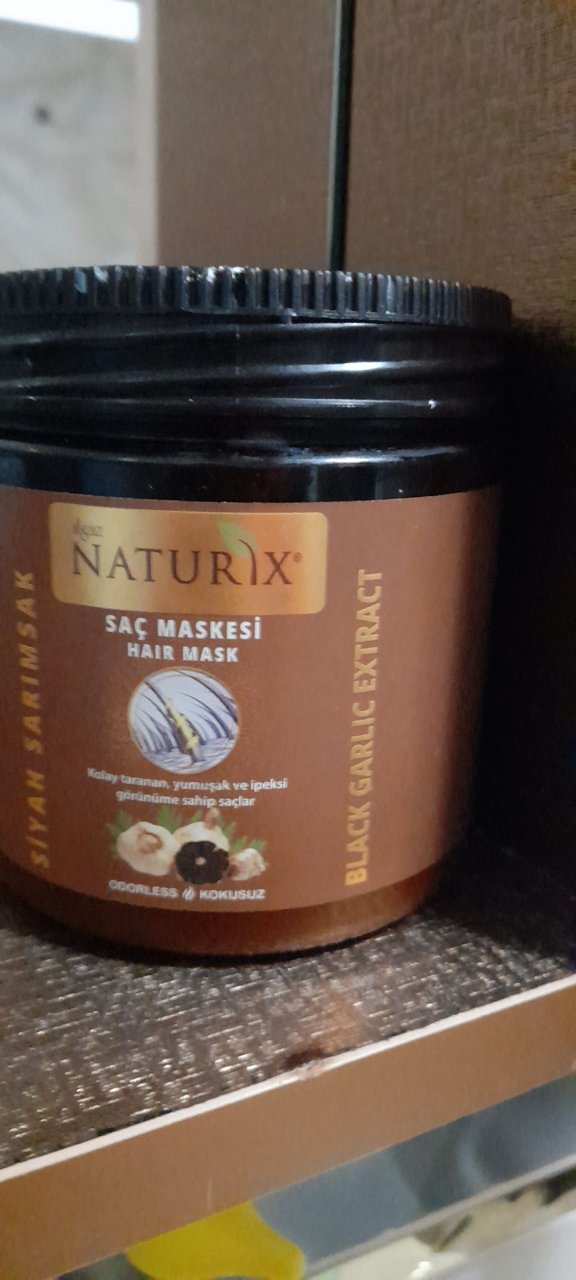 NATURIX®
SAÇ MASKESİ
HAIR MASK
SİYAH SARIMSAK
BLACK GARLIC EXTRACT
Kolay taranan, yumuşak ve ipeksi
görünüme sahip saçlar
ODORLESS KOKUSUZ